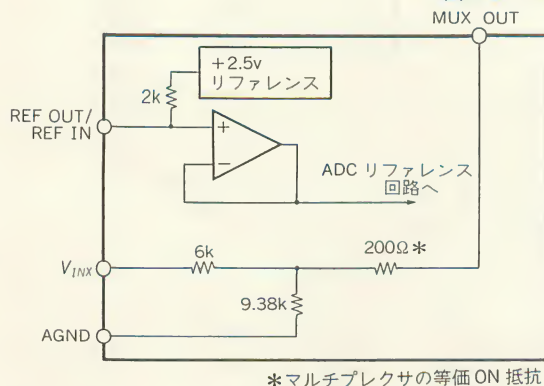 MUX OUT
+2.5v
リファレンス
2k
REF OUT/
REF IN
+
−
ADC リファレンス
回路へ
6k
200Ω*
VINX
9.38k
AGND
*マルチプレクサの等価 ON 抵抗